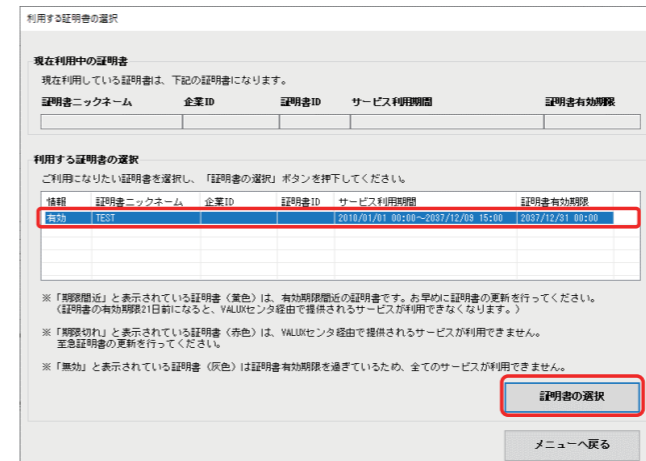 利用する証明書の選択
現在利用中の証明書
現在利用している証明書は、下記の証明書になります。
証明書ニックネーム 企業ID 証明書ID サービス利用期間 証明書有効期限
利用する証明書の選択
ご利用になりたい証明書を選択し、「証明書の選択」ボタンを押下してください。
情報 証明書ニックネーム 企業ID 証明書ID サービス利用期間 証明書有効期限
有効 TEST 2010/01/01 00:00～2037/12/09 15:00 2037/12/31 00:00
※「期限間近」と表示されている証明書（黄色）は、有効期限間近の証明書です。お早めに証明書の更新を行ってください。
（証明書の有効期限21日前になると、VALUXセンタ経由で提供されるサービスが利用できなくなります。）
※「期限切れ」と表示されている証明書（赤色）は、VALUXセンタ経由で提供されるサービスが利用できません。
至急証明書の更新を行ってください。
※「無効」と表示されている証明書（灰色）は証明書有効期限を過ぎているため、全てのサービスが利用できません。
証明書の選択
メニューへ戻る